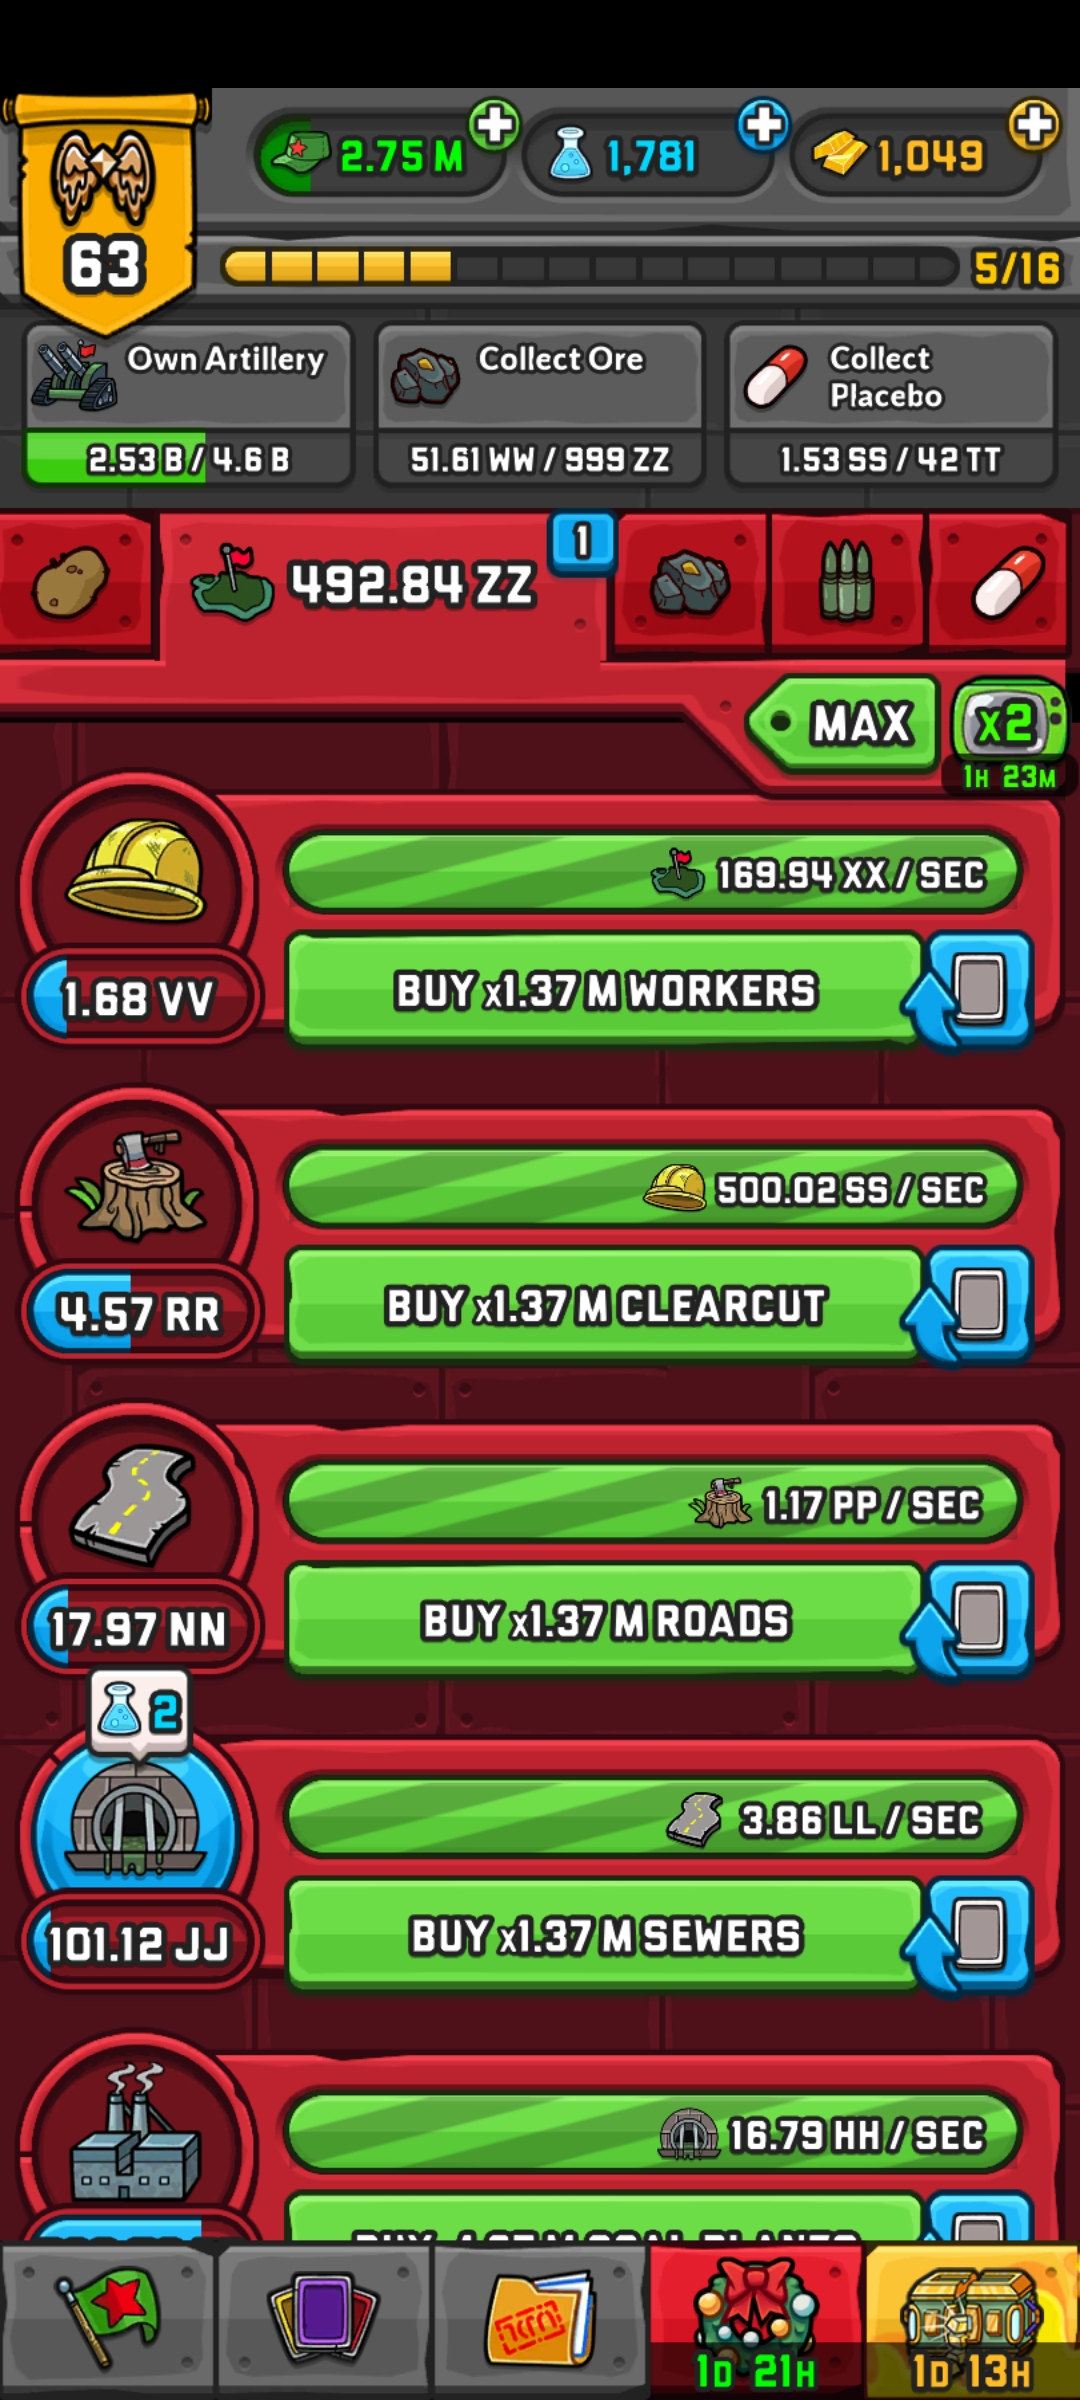 63
2.75 M
1,781
1,049
5/16
Own Artillery
2.53 B / 4.6 B
Collect Ore
51.61 WW / 999 ZZ
Collect
Placebo
1.53 SS / 42 TT
492.84 ZZ
1
MAX
X2
1H 23M
169.94 XX / SEC
1.68 VV
BUY x1.37 M WORKERS
500.02 SS / SEC
4.57 RR
BUY x1.37 M CLEARCUT
1.17 PP / SEC
17.97 NN
BUY x1.37 M ROADS
2
3.86 LL / SEC
101.12 JJ
BUY x1.37 M SEWERS
16.79 HH / SEC
1D 21H
1D 13H